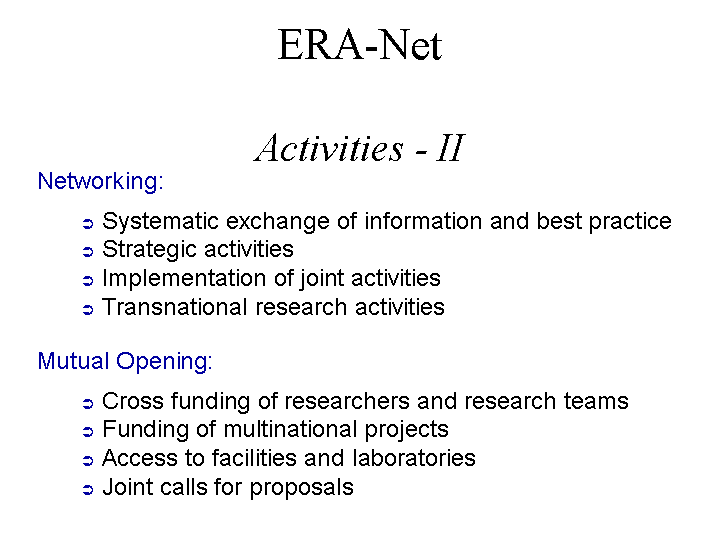 ERA-Net
Activities - II
Networking:
➲ Systematic exchange of information and best practice
➲ Strategic activities
➲ Implementation of joint activities
➲ Transnational research activities
Mutual Opening:
➲ Cross funding of researchers and research teams
➲ Funding of multinational projects
➲ Access to facilities and laboratories
➲ Joint calls for proposals